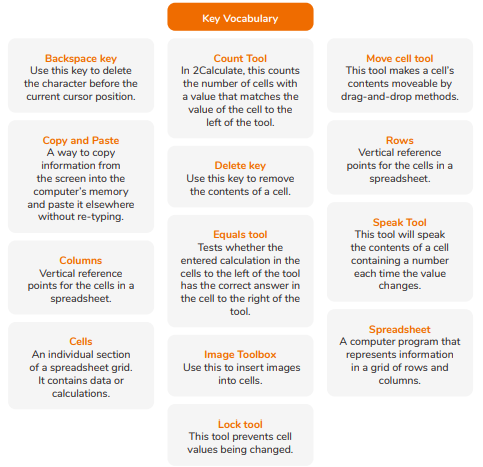 Key Vocabulary
Backspace key
Use this key to delete
the character before the
current cursor position.
Copy and Paste
A way to copy
information from
the screen into the
computer's memory
and paste it elsewhere
without re-typing.
Columns
Vertical reference
points for the cells in a
spreadsheet.
Cells
An individual section
of a spreadsheet grid.
It contains data or
calculations.
Count Tool
In 2Calculate, this counts
the number of cells with
a value that matches the
value of the cell to the
left of the tool.
Delete key
Use this key to remove
the contents of a cell.
Equals tool
Tests whether the
entered calculation in the
cells to the left of the tool
has the correct answer in
the cell to the right of the
tool.
Image Toolbox
Use this to insert images
into cells.
Lock tool
This tool prevents cell
values being changed.
Move cell tool
This tool makes a cell's
contents moveable by
drag-and-drop methods.
Rows
Vertical reference
points for the cells in a
spreadsheet.
Speak Tool
This tool will speak
the contents of a cell
containing a number
each time the value
changes.
Spreadsheet
A computer program that
represents information
in a grid of rows and
columns.